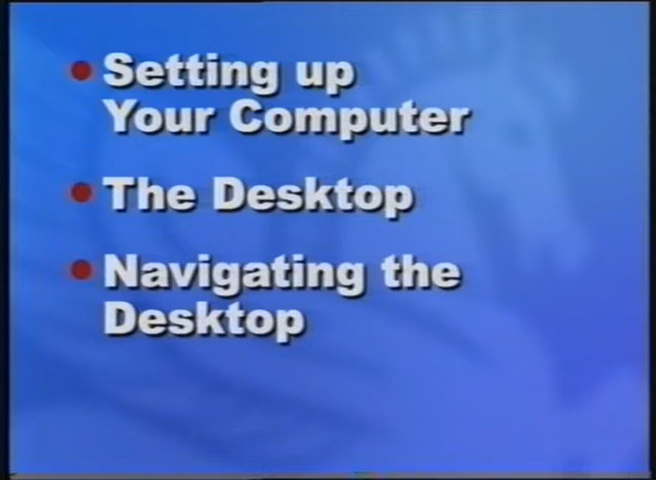 • Setting up
Your Computer
• The Desktop
• Navigating the
Desktop